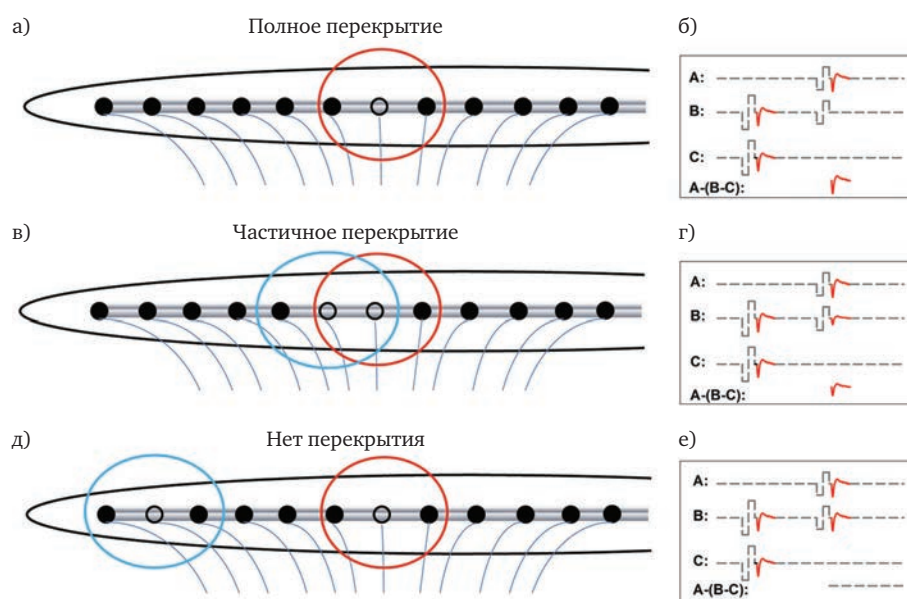 а) Полное перекрытие б)
A:
B:
C:
A-(B-C):
в) Частичное перекрытие г)
A:
B:
C:
A-(B-C):
д) Нет перекрытия е)
A:
B:
C:
A-(B-C):